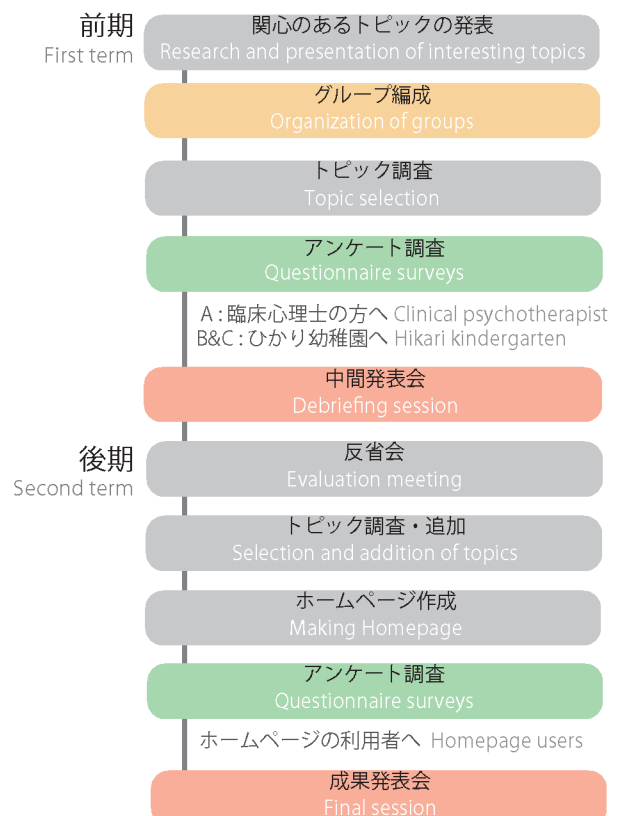 前期
First term
関心のあるトピックの発表
Research and presentation of interesting topics
グループ編成
Organization of groups
トピック調査
Topic selection
アンケート調査
Questionnaire surveys
A : 臨床心理士の方へ Clinical psychotherapist
B&C : ひかり幼稚園へ Hikari kindergarten
中間発表会
Debriefing session
後期
Second term
反省会
Evaluation meeting
トピック調査・追加
Selection and addition of topics
ホームページ作成
Making Homepage
アンケート調査
Questionnaire surveys
ホームページの利用者へ Homepage users
成果発表会
Final session